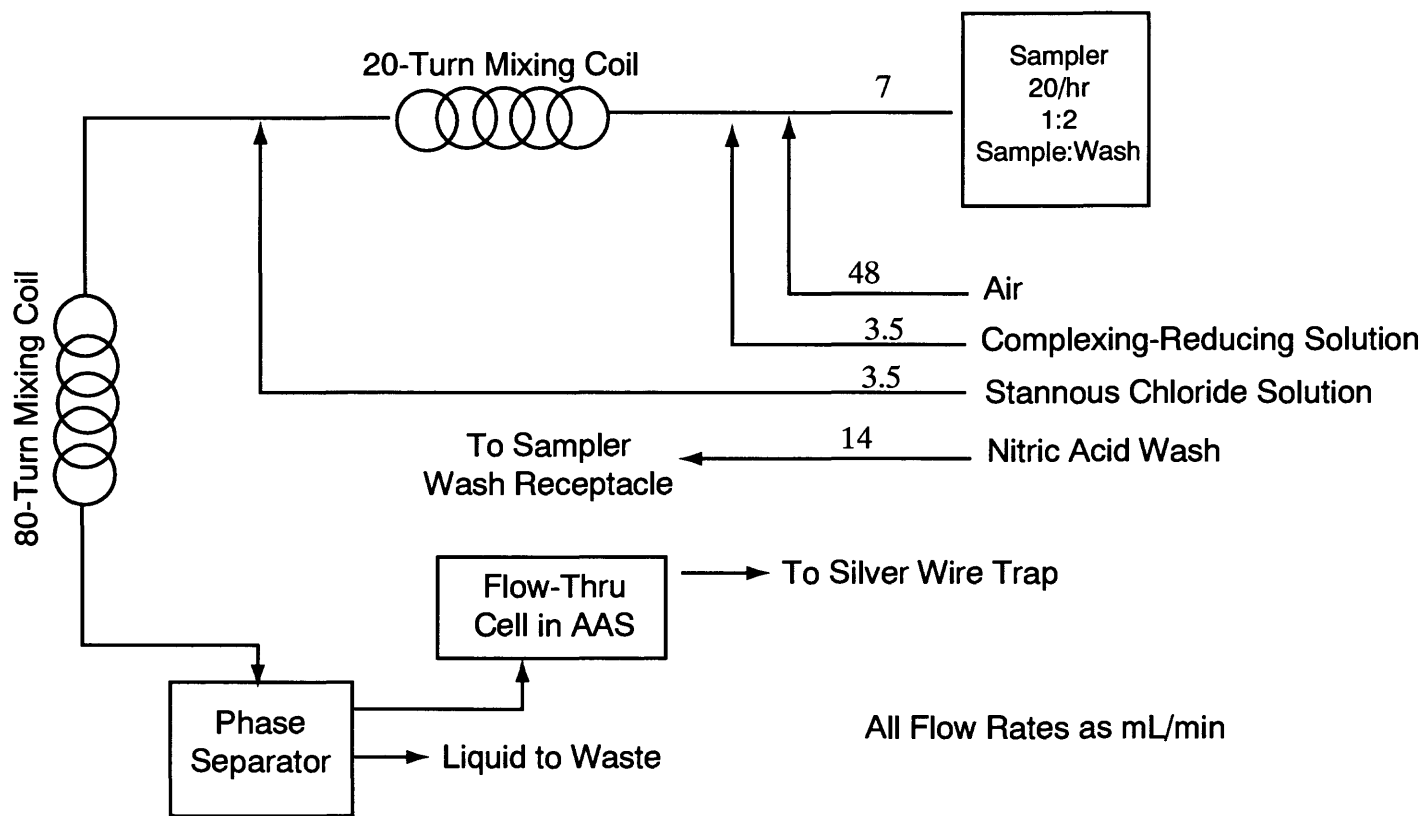 20-Turn Mixing Coil
7
Sampler
20/hr
1:2
Sample:Wash
48
Air
3.5
Complexing-Reducing Solution
3.5
Stannous Chloride Solution
14
Nitric Acid Wash
To Sampler
Wash Receptacle
80-Turn Mixing Coil
Flow-Thru
Cell in AAS
To Silver Wire Trap
Phase
Separator
Liquid to Waste
All Flow Rates as mL/min